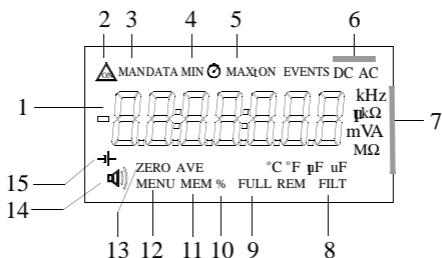 2 3 4 5 6
ON MANDATA MIN MAXtON EVENTS DC AC
1
kHz
µkΩ
mVA
MΩ
7
15
ZERO AVE °C °F µF uF
14
MENU MEM % FULL REM FILT
13 12 11 10 9 8